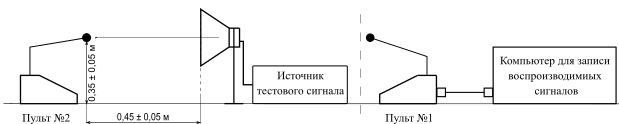 0,35 ± 0,05 м
0,45 ± 0,05 м
Пульт №2
Источник
тестового сигнала
Пульт №1
Компьютер для записи
воспроизводимиых
сигналов